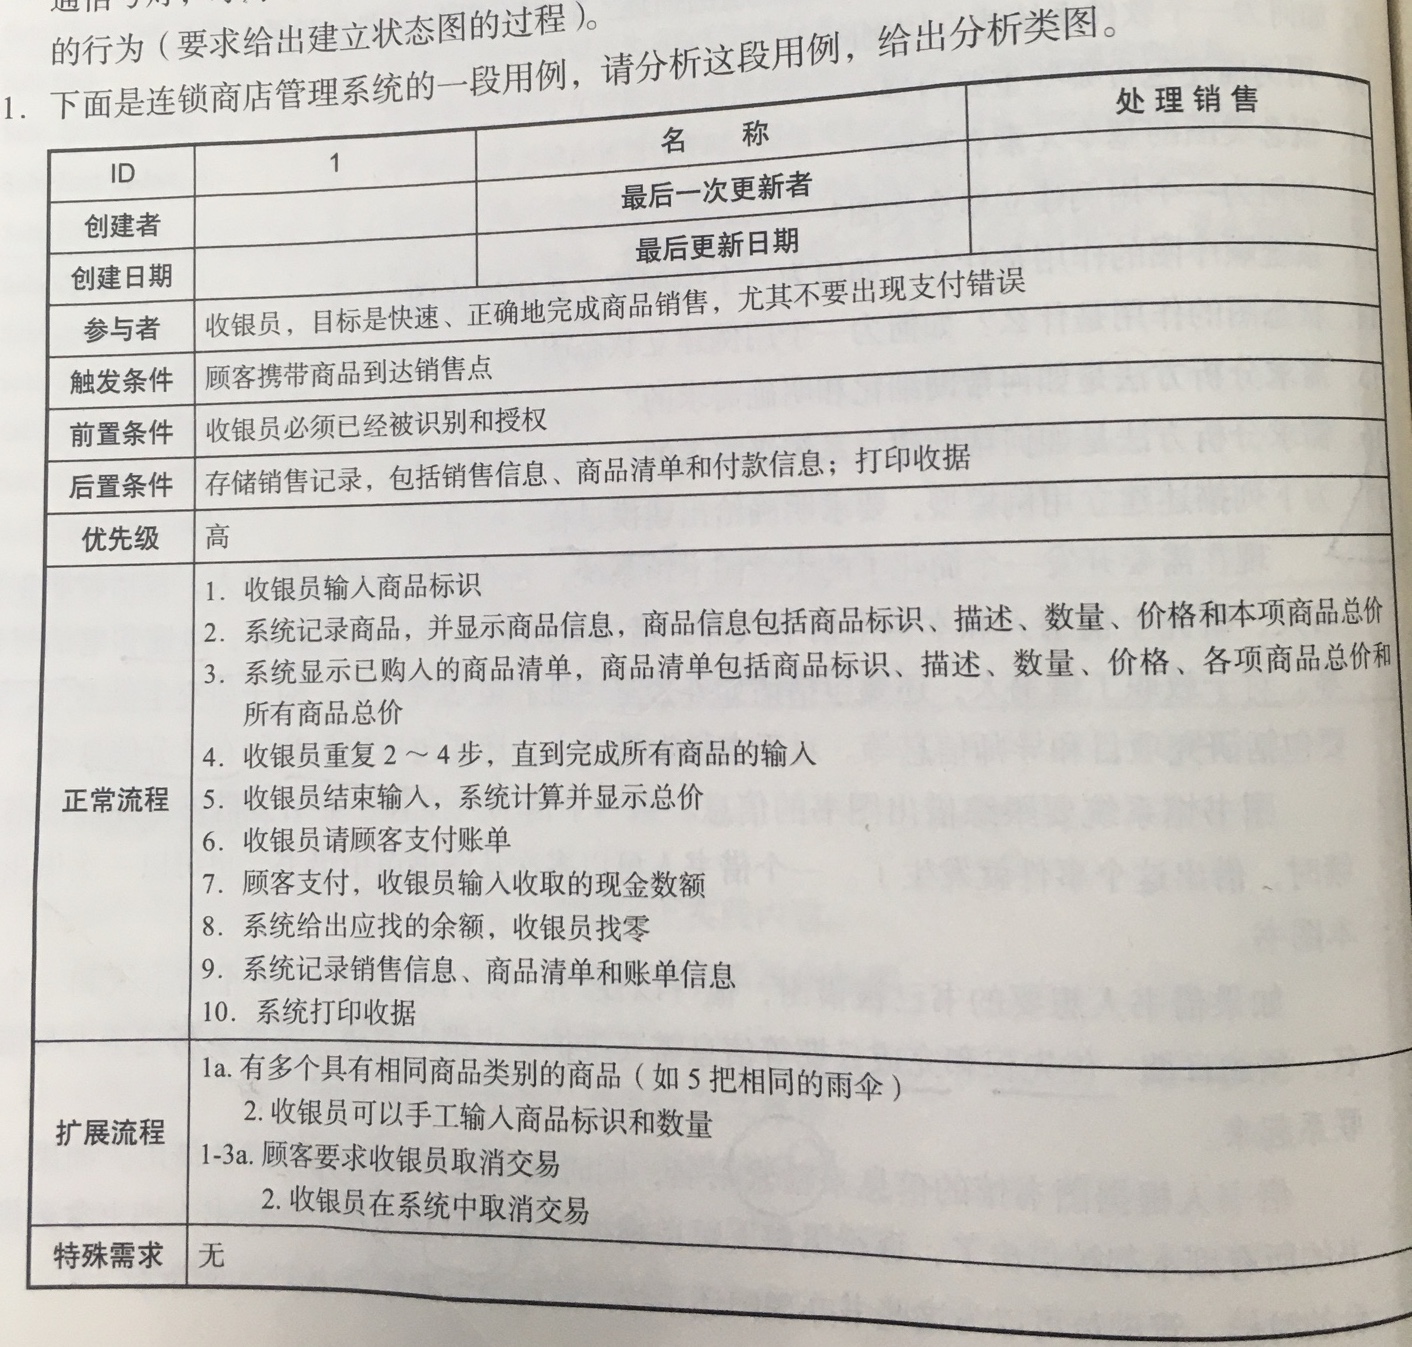 的行为（要求给出建立状态图的过程）。
1. 下面是连锁商店管理系统的一段用例，请分析这段用例，给出分析类图。
ID 1 名 称 处理销售
创建者 最后一次更新者
创建日期 最后更新日期
参与者 收银员，目标是快速、正确地完成商品销售，尤其不要出现支付错误
触发条件 顾客携带商品到达销售点
前置条件 收银员必须已经被识别和授权
后置条件 存储销售记录，包括销售信息、商品清单和付款信息；打印收据
优先级 高
正常流程
1. 收银员输入商品标识
2. 系统记录商品，并显示商品信息，商品信息包括商品标识、描述、数量、价格和本项商品总价
3. 系统显示已购入的商品清单，商品清单包括商品标识、描述、数量、价格、各项商品总价和
所有商品总价
4. 收银员重复2～4步，直到完成所有商品的输入
5. 收银员结束输入，系统计算并显示总价
6. 收银员请顾客支付账单
7. 顾客支付，收银员输入收取的现金数额
8. 系统给出应找的余额，收银员找零
9. 系统记录销售信息、商品清单和账单信息
10. 系统打印收据
扩展流程
1a. 有多个具有相同商品类别的商品（如5把相同的雨伞）
2. 收银员可以手工输入商品标识和数量
1-3a. 顾客要求收银员取消交易
2. 收银员在系统中取消交易
特殊需求 无